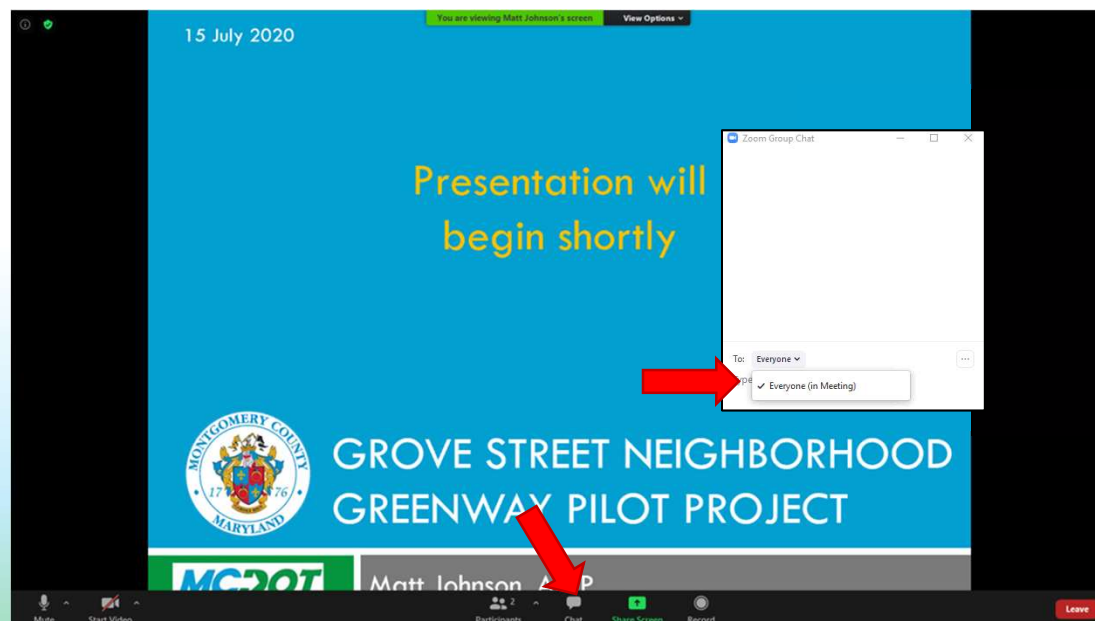 You are viewing Matt Johnson's screen
View Options
15 July 2020
Zoom Group Chat
Presentation will
begin shortly
To: Everyone
Everyone (in Meeting)
MONTGOMERY COUNTY
17 76
MARYLAND
GROVE STREET NEIGHBORHOOD
GREENWAY PILOT PROJECT
MCDOT
Matt Johnson
Mute
Start Video
Participants
2
Chat
Share Screen
Record
Leave